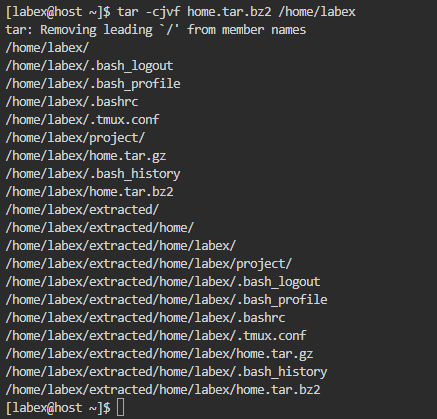 [labex@host ~]$ tar -cjvf home.tar.bz2 /home/labex
tar: Removing leading `/' from member names
/home/labex/
/home/labex/.bash_logout
/home/labex/.bash_profile
/home/labex/.bashrc
/home/labex/.tmux.conf
/home/labex/project/
/home/labex/home.tar.gz
/home/labex/.bash_history
/home/labex/home.tar.bz2
/home/labex/extracted/
/home/labex/extracted/home/
/home/labex/extracted/home/labex/
/home/labex/extracted/home/labex/project/
/home/labex/extracted/home/labex/.bash_logout
/home/labex/extracted/home/labex/.bash_profile
/home/labex/extracted/home/labex/.bashrc
/home/labex/extracted/home/labex/.tmux.conf
/home/labex/extracted/home/labex/home.tar.gz
/home/labex/extracted/home/labex/.bash_history
/home/labex/extracted/home/labex/home.tar.bz2
[labex@host ~]$